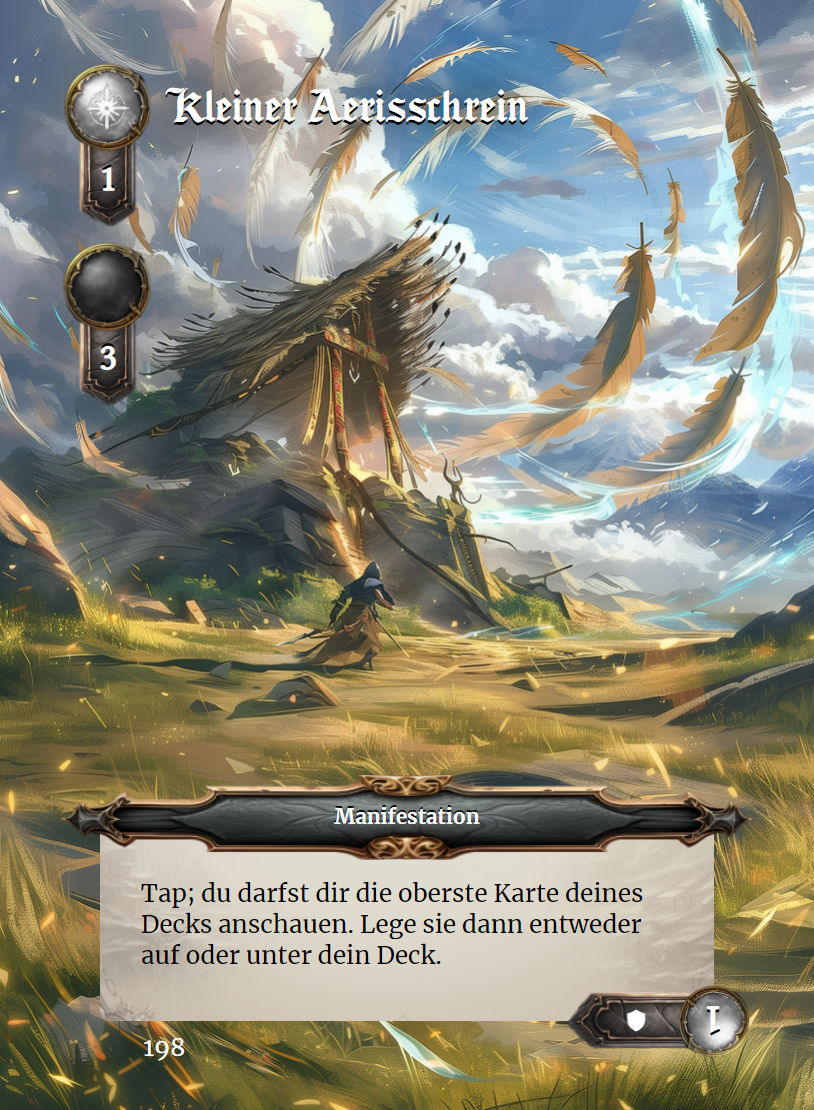 Kleiner Aerisschrein
1
3
Manifestation
Tap; du darfst dir die oberste Karte deines
Decks anschauen. Lege sie dann entweder
auf oder unter dein Deck.
198